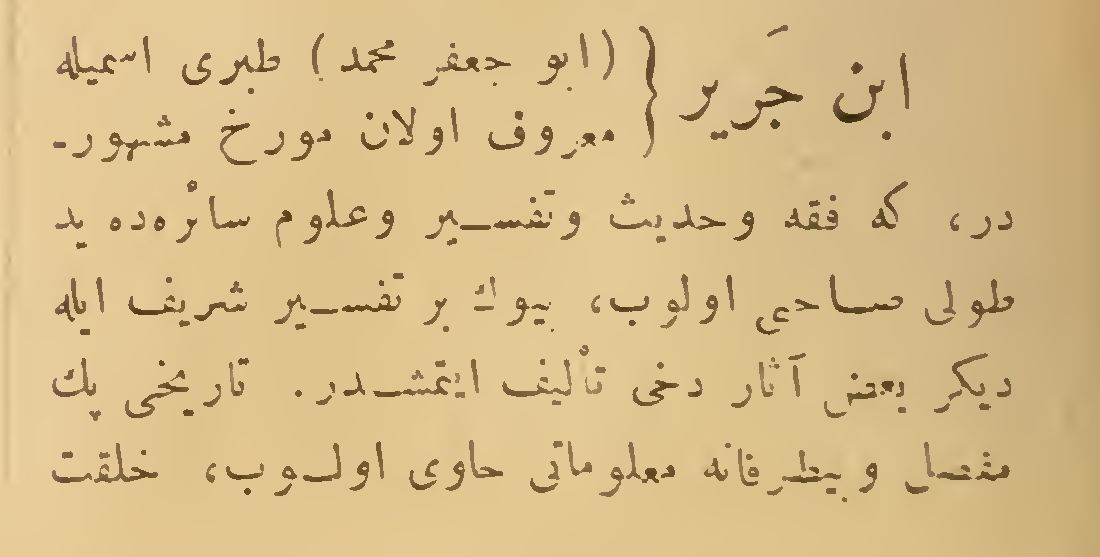 ابن جَریر { (ابو جعفر محمد) طبری اسمیله
معروف اولان مورخ مشهور-
در، که فقه وحدیث وتفسیر وعلوم سائره‌ده ید
طولی صاحبی اولوب، بیوك بر تفسیر شریف ایله
دیکر بعض آثار دخی تألیف ایتمشدر. تاریخی پك
مفصل و بیطرفانه معلوماتی حاوی اولوب، خلقت